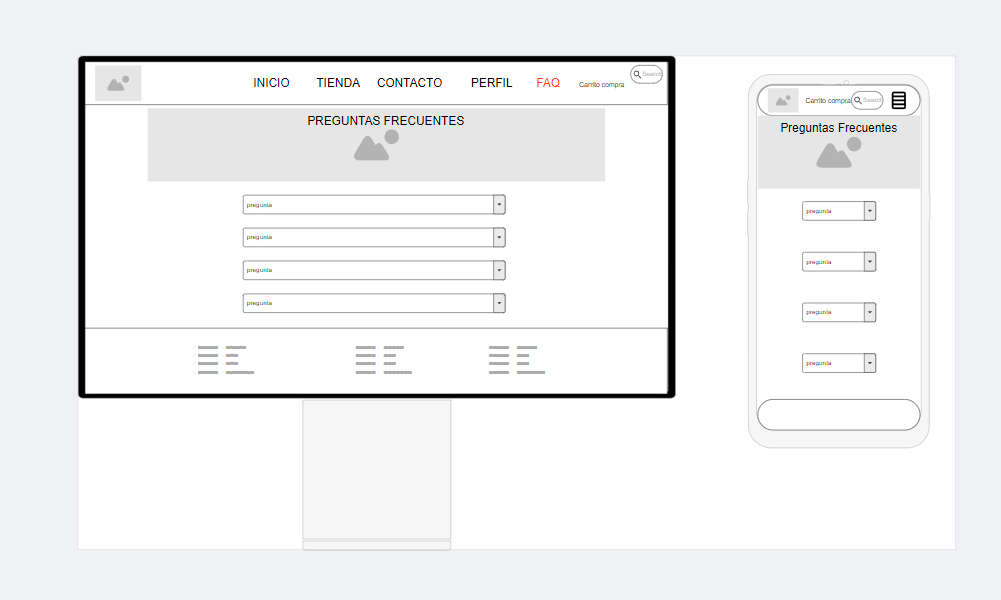 INICIO TIENDA CONTACTO PERFIL FAQ Carrito compra Search
PREGUNTAS FRECUENTES
pregunta
pregunta
pregunta
pregunta
Carrito compra Search
Preguntas Frecuentes
pregunta
pregunta
pregunta
pregunta